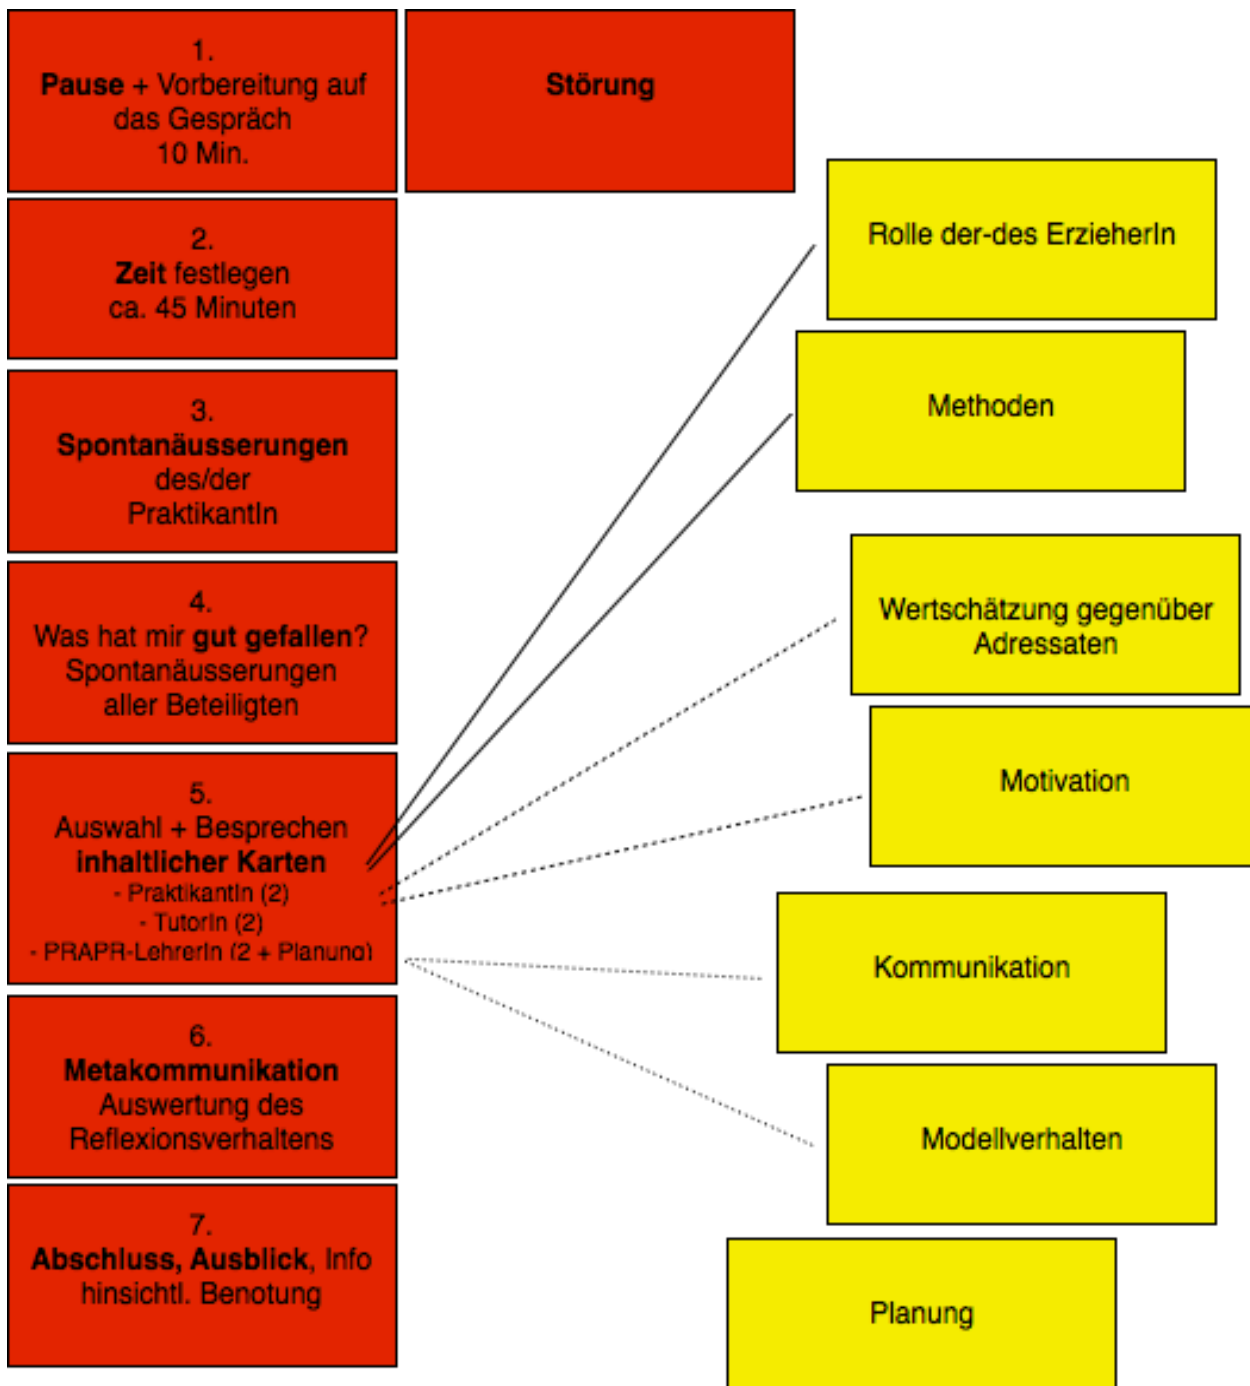 1.
Pause + Vorbereitung auf
das Gespräch
10 Min.
Störung
2.
Zeit festlegen
ca. 45 Minuten
3.
Spontanäusserungen
des/der
PraktikantIn
4.
Was hat mir gut gefallen?
Spontanäusserungen
aller Beteiligten
5.
Auswahl + Besprechen
inhaltlicher Karten
- PraktikantIn (2)
- TutorIn (2)
- PRAPR-LehrerIn (2 + Planung)
6.
Metakommunikation
Auswertung des
Reflexionsverhaltens
7.
Abschluss, Ausblick, Info
hinsichtl. Benotung
Rolle der-des ErzieherIn
Methoden
Wertschätzung gegenüber
Adressaten
Motivation
Kommunikation
Modellverhalten
Planung